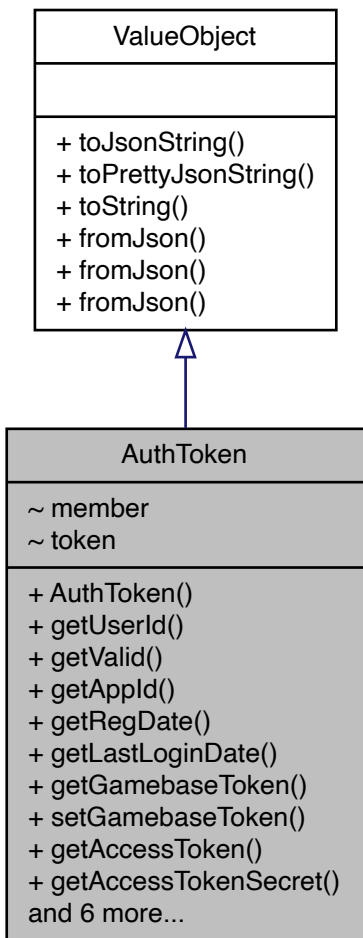 ValueObject
+ toJsonString()
+ toPrettyJsonString()
+ toString()
+ fromJson()
+ fromJson()
+ fromJson()
AuthToken
~ member
~ token
+ AuthToken()
+ getUserId()
+ getValid()
+ getAppId()
+ getRegDate()
+ getLastLoginDate()
+ getGamebaseToken()
+ setGamebaseToken()
+ getAccessToken()
+ getAccessTokenSecret()
and 6 more...